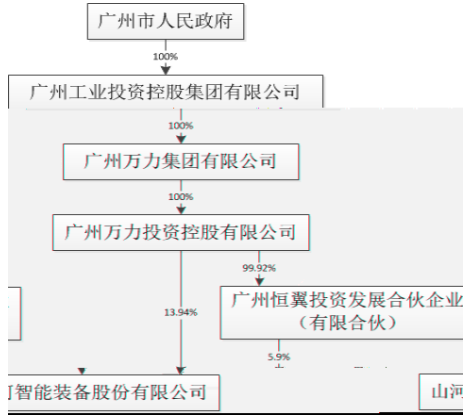 广州市人民政府
100%
广州工业投资控股集团有限公司
100%
广州万力集团有限公司
100%
广州万力投资控股有限公司
99.92%
广州恒翼投资发展合伙企业
(有限合伙)
13.94%
5.9%
智能装备股份有限公司
山河